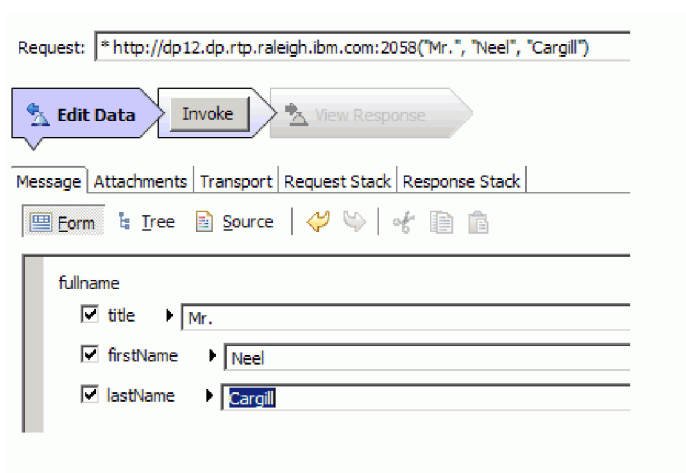 Request: * http://dp12.dp.rtp.raleigh.ibm.com:2058("Mr.", "Neel", "Cargill")
Edit Data Invoke View Response
Message Attachments Transport Request Stack Response Stack
Form Tree Source
fullname
title Mr.
firstName Neel
lastName Cargill